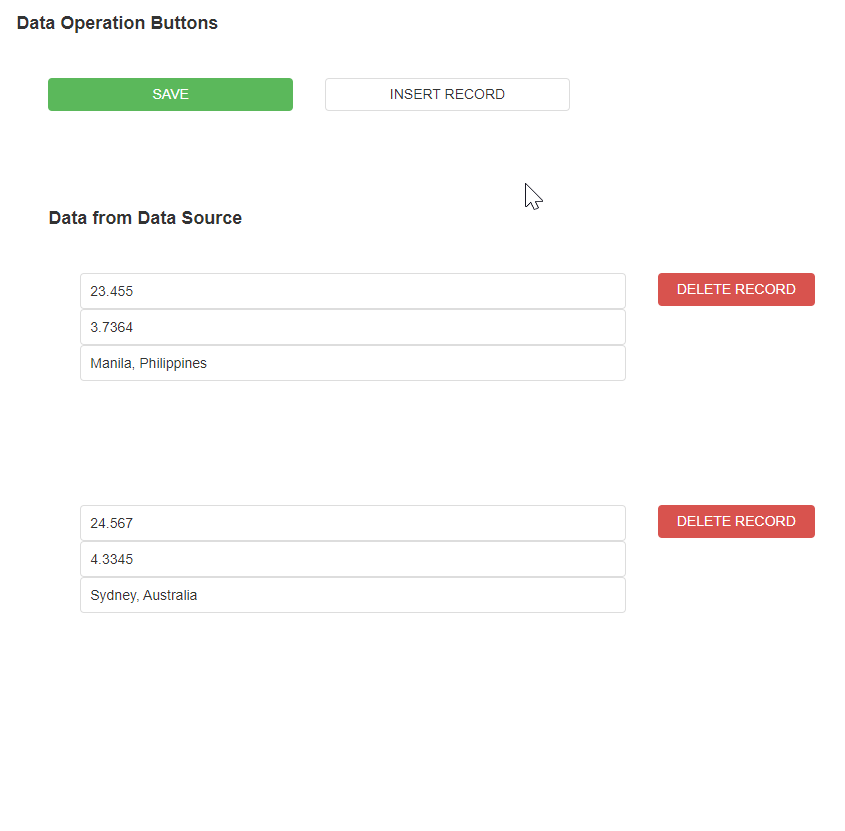 Data Operation Buttons
SAVE INSERT RECORD
Data from Data Source
23.455 DELETE RECORD
3.7364
Manila, Philippines
24.567 DELETE RECORD
4.3345
Sydney, Australia